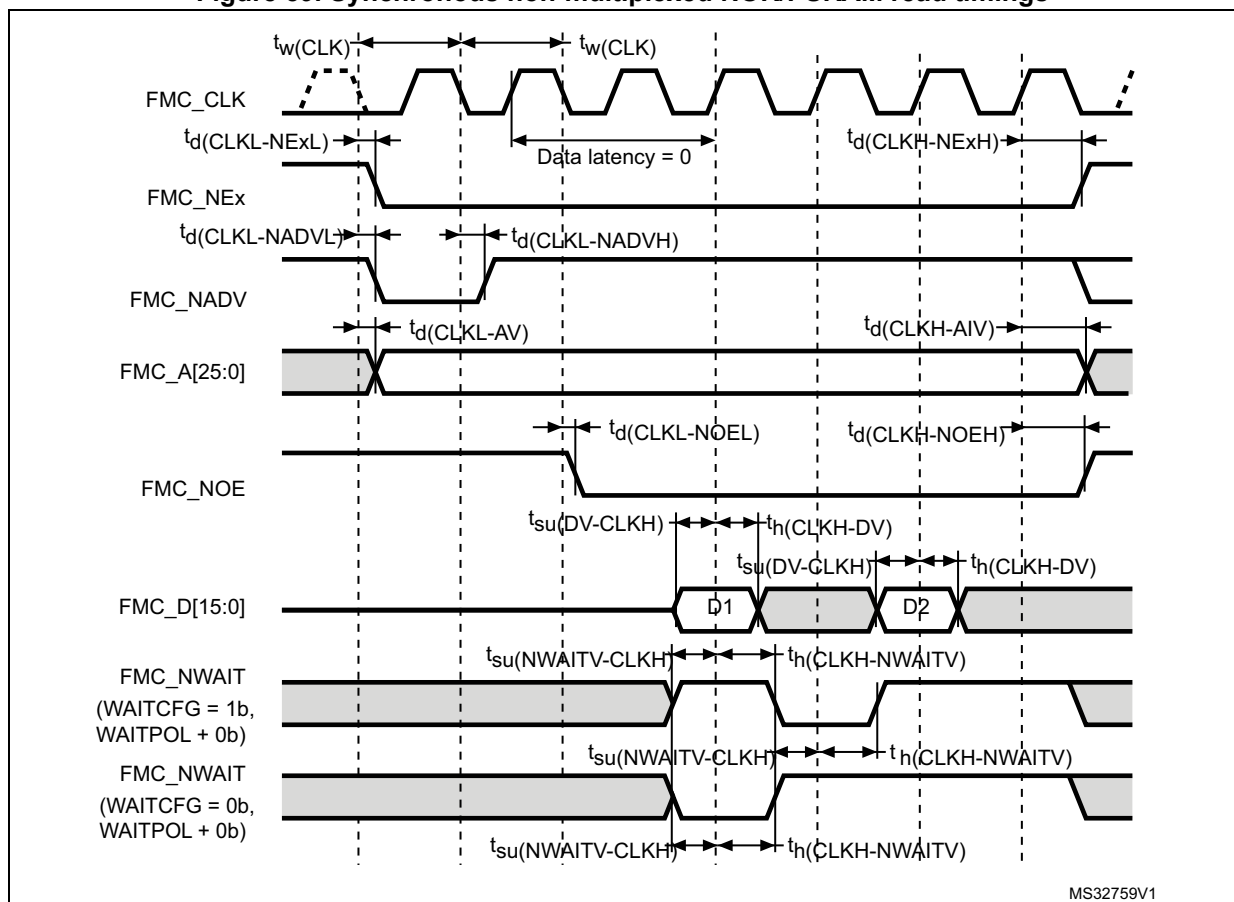 tw(CLK) tw(CLK)
FMC_CLK
td(CLKL-NExL) Data latency = 0 td(CLKH-NExH)
FMC_NEx
td(CLKL-NADVL) td(CLKL-NADVH)
FMC_NADV
td(CLKL-AV) td(CLKH-AIV)
FMC_A[25:0]
td(CLKL-NOEL) td(CLKH-NOEH)
FMC_NOE
tsu(DV-CLKH) th(CLKH-DV)
tsu(DV-CLKH) th(CLKH-DV)
FMC_D[15:0] D1 D2
tsu(NWAITV-CLKH) th(CLKH-NWAITV)
FMC_NWAIT
(WAITCFG = 1b,
WAITPOL + 0b)
tsu(NWAITV-CLKH) th(CLKH-NWAITV)
FMC_NWAIT
(WAITCFG = 0b,
WAITPOL + 0b)
tsu(NWAITV-CLKH) th(CLKH-NWAITV)
MS32759V1